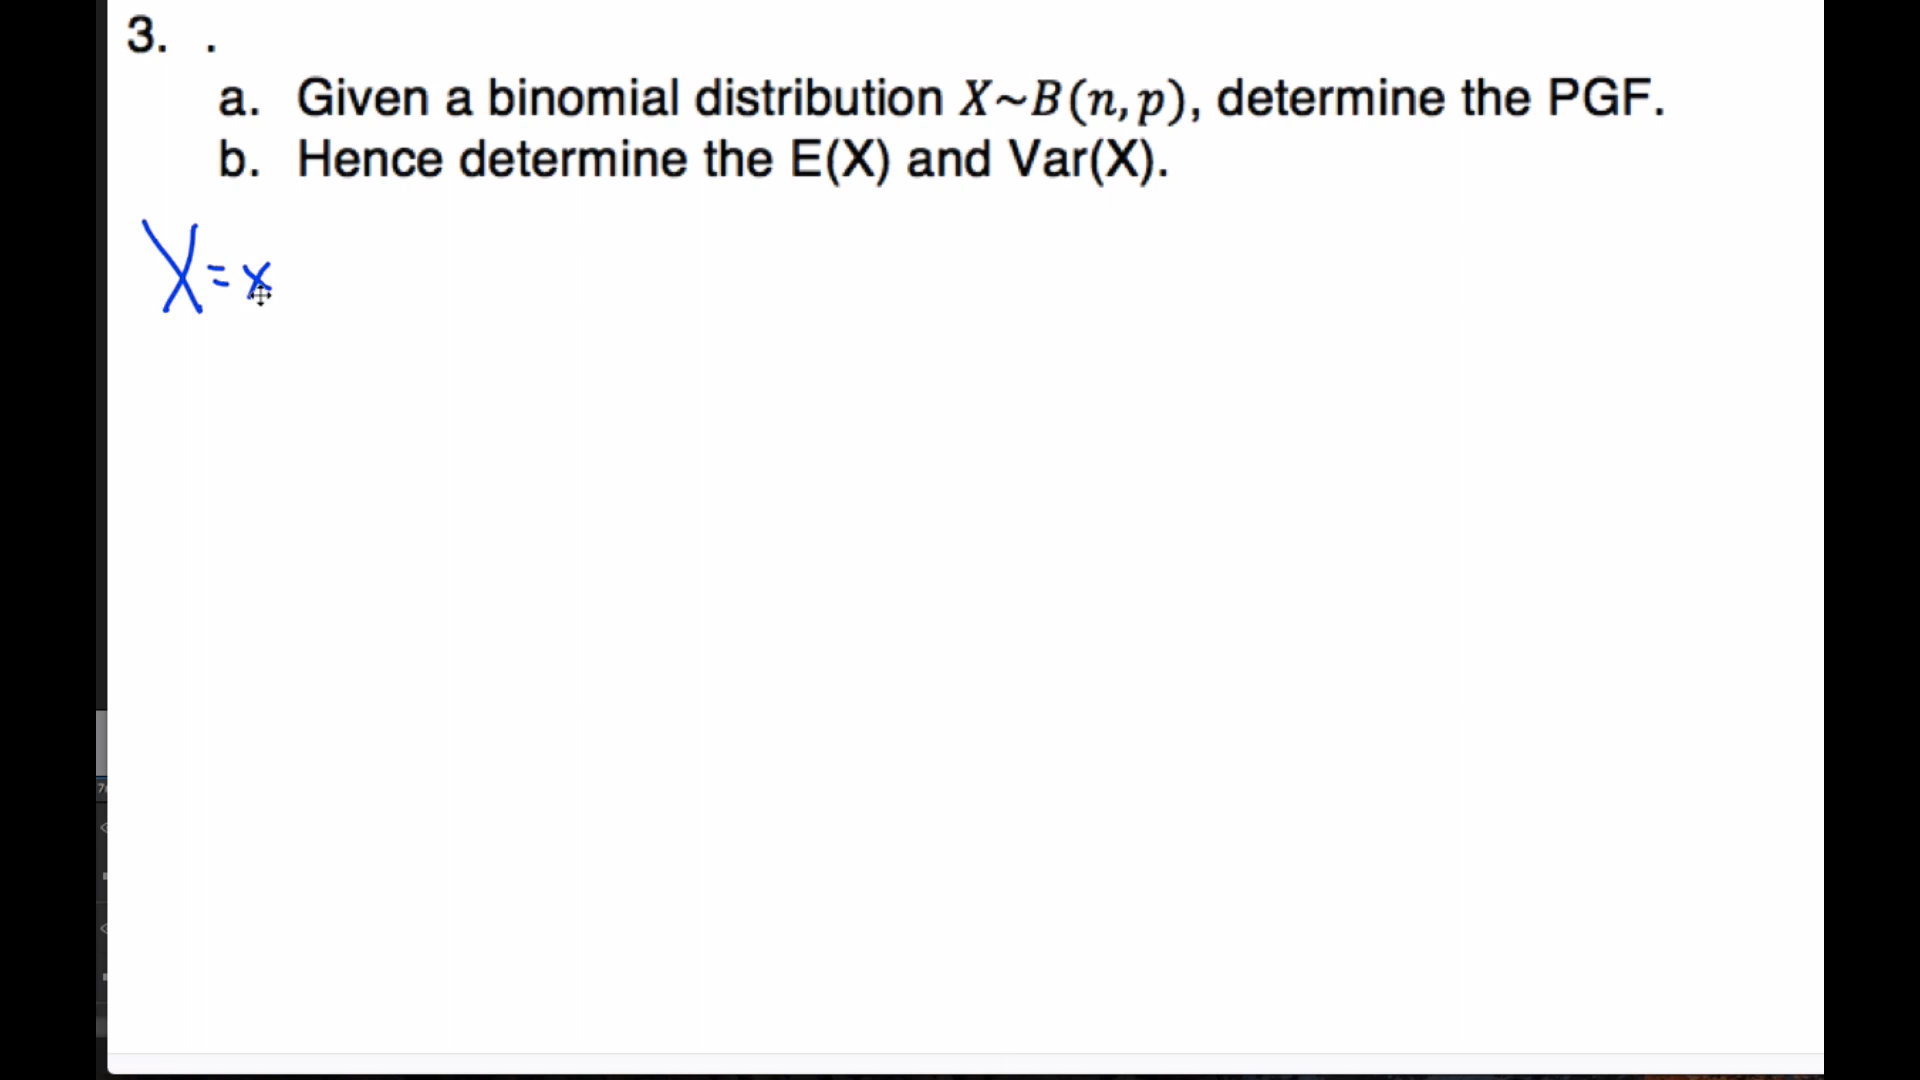 3. .
a. Given a binomial distribution X~B(n,p), determine the PGF.
b. Hence determine the E(X) and Var(X).
X=x